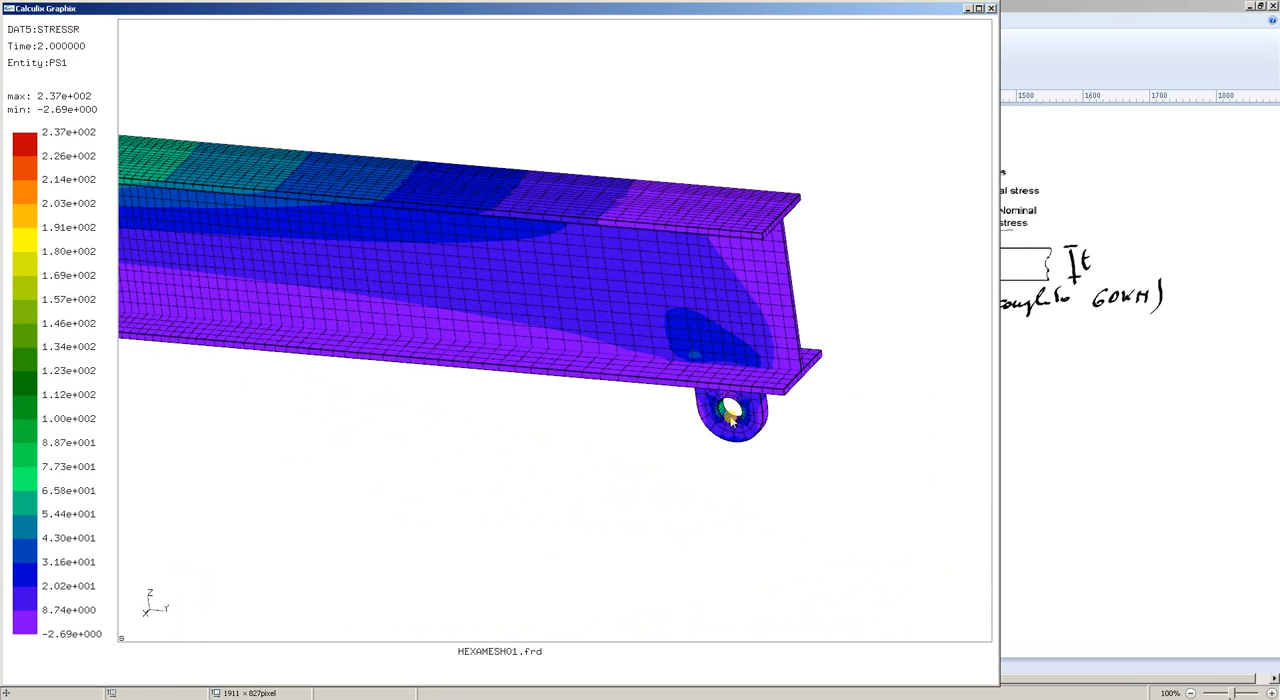 Calculix Graphix
DAT5:STRESSR
Time:2.000000
Entity:PS1
max: 2.37e+002
min: -2.69e+000
2.37e+002
2.26e+002
2.14e+002
2.03e+002
1.91e+002
1.80e+002
1.69e+002
1.57e+002
1.46e+002
1.34e+002
1.23e+002
1.12e+002
1.00e+002
8.87e+001
7.73e+001
6.58e+001
5.44e+001
4.30e+001
3.16e+001
2.02e+001
8.74e+000
-2.69e+000
Z
Y
X
s
HEXAMESH01.frd
1500
1600
1700
1800
s
al stress
Nominal
stress
t
60KN)
1911 × 827pixel
100%